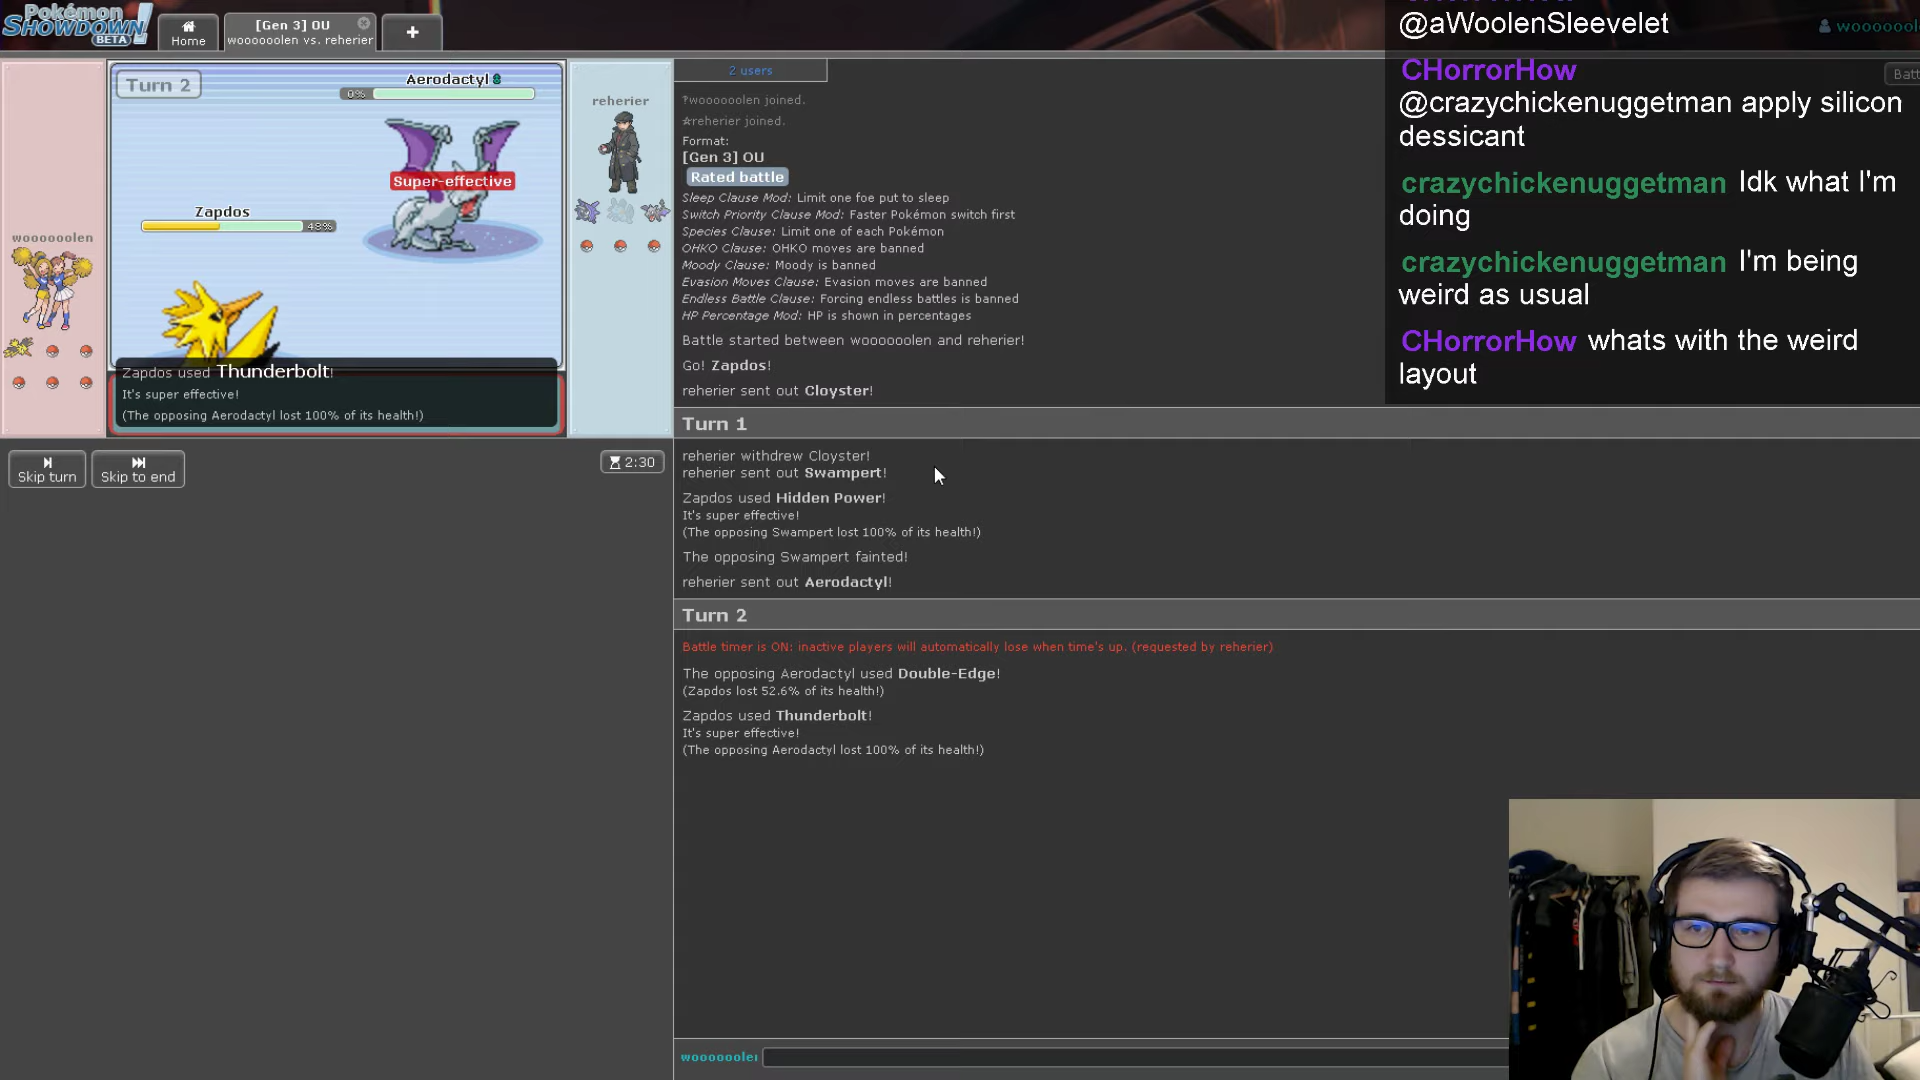 Pokémon
SHOWDOWN!
BETA
Home
[Gen 3] OU
woooooolen vs. reherier
+
Turn 2
Aerodactyl
0%
Super-effective
Zapdos
48%
Zapdos used Thunderbolt!
It's super effective!
(The opposing Aerodactyl lost 100% of its health!)
woooooolen
reherier
Skip turn
Skip to end
2:30
2 users
woooooolen joined.
☆reherier joined.
Format:
[Gen 3] OU
Rated battle
Sleep Clause Mod: Limit one foe put to sleep
Switch Priority Clause Mod: Faster Pokémon switch first
Species Clause: Limit one of each Pokémon
OHKO Clause: OHKO moves are banned
Moody Clause: Moody is banned
Evasion Moves Clause: Evasion moves are banned
Endless Battle Clause: Forcing endless battles is banned
HP Percentage Mod: HP is shown in percentages
Battle started between woooooolen and reherier!
Go! Zapdos!
reherier sent out Cloyster!
Turn 1
reherier withdrew Cloyster!
reherier sent out Swampert!
Zapdos used Hidden Power!
It's super effective!
(The opposing Swampert lost 100% of its health!)
The opposing Swampert fainted!
reherier sent out Aerodactyl!
Turn 2
Battle timer is ON: inactive players will automatically lose when time's up. (requested by reherier)
The opposing Aerodactyl used Double-Edge!
(Zapdos lost 52.6% of its health!)
Zapdos used Thunderbolt!
It's super effective!
(The opposing Aerodactyl lost 100% of its health!)
@aWoolenSleevelet
CHorrorHow
@crazychickenuggetman apply silicon
dessicant
crazychickenuggetman Idk what I'm
doing
crazychickenuggetman I'm being
weird as usual
CHorrorHow whats with the weird
layout